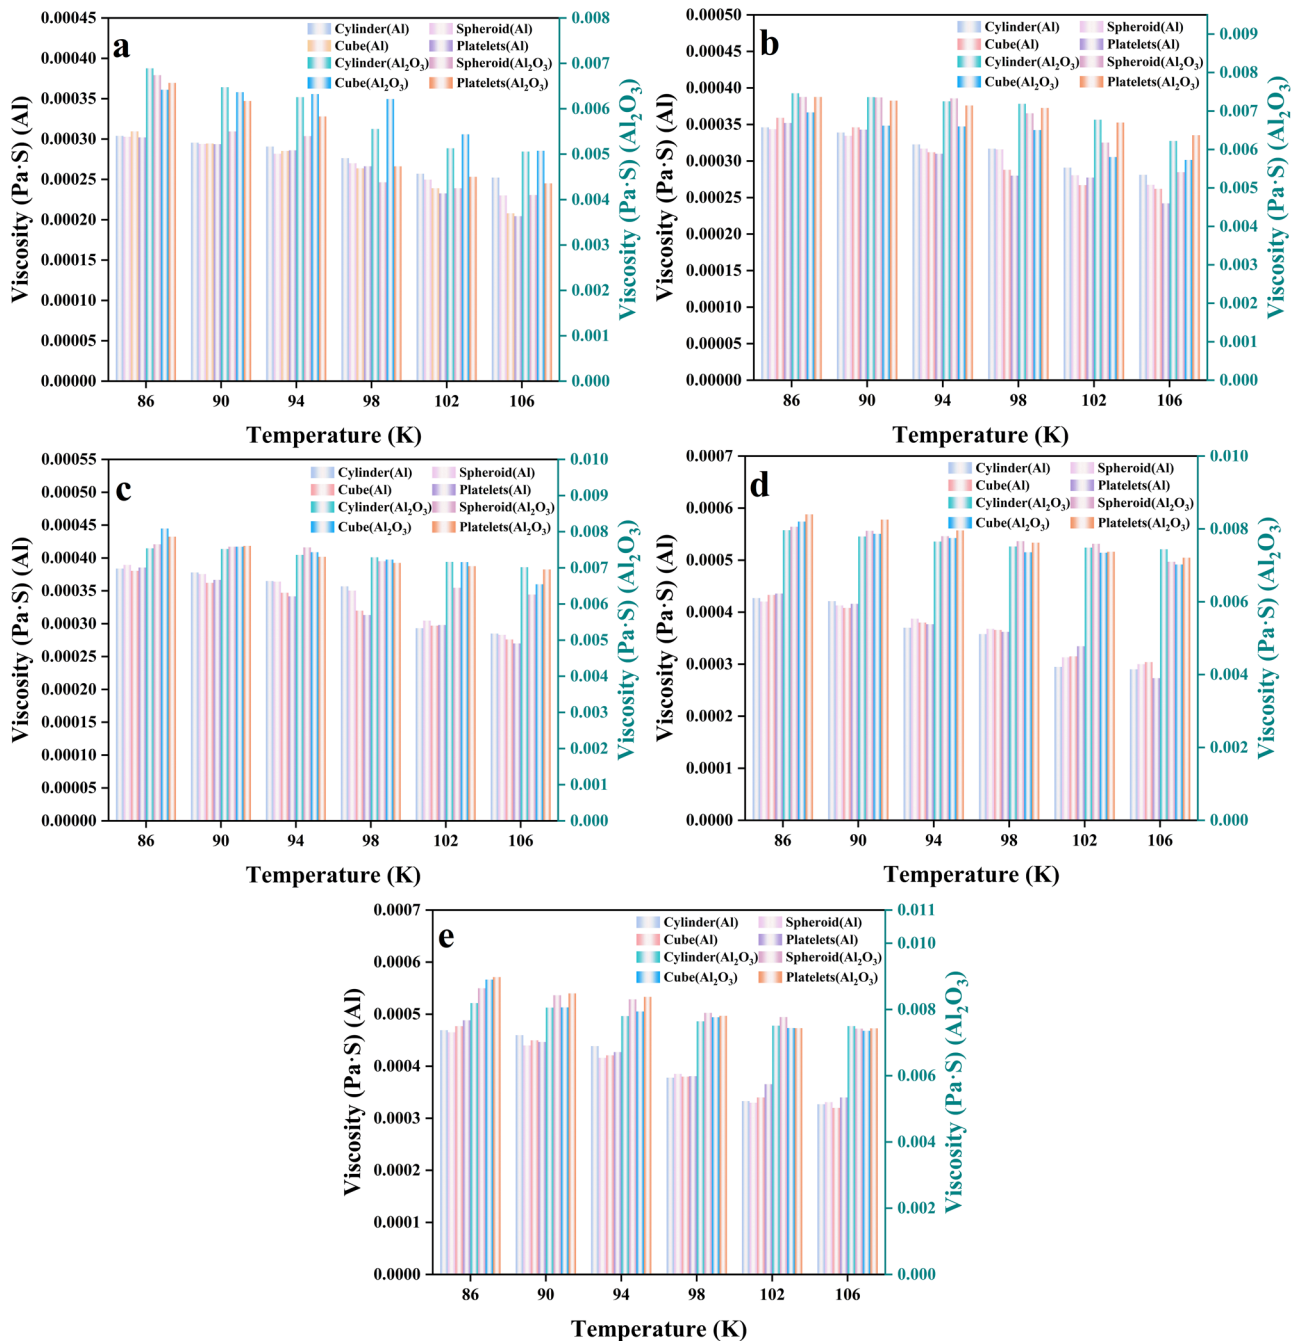 a
Viscosity (Pa·S) (Al)
0.00045
0.00040
0.00035
0.00030
0.00025
0.00020
0.00015
0.00010
0.00005
0.00000
Cylinder(Al) Spheroid(Al)
Cube(Al) Platelets(Al)
Cylinder(Al₂O₃) Spheroid(Al₂O₃)
Cube(Al₂O₃) Platelets(Al₂O₃)
0.008
0.007
0.006
0.005
0.004
0.003
0.002
0.001
0.000
Viscosity (Pa·S) (Al₂O₃)
86 90 94 98 102 106
Temperature (K)
b
Viscosity (Pa·S) (Al)
0.00050
0.00045
0.00040
0.00035
0.00030
0.00025
0.00020
0.00015
0.00010
0.00005
0.00000
Cylinder(Al) Spheroid(Al)
Cube(Al) Platelets(Al)
Cylinder(Al₂O₃) Spheroid(Al₂O₃)
Cube(Al₂O₃) Platelets(Al₂O₃)
0.009
0.008
0.007
0.006
0.005
0.004
0.003
0.002
0.001
0.000
Viscosity (Pa·S) (Al₂O₃)
86 90 94 98 102 106
Temperature (K)
c
Viscosity (Pa·S) (Al)
0.00055
0.00050
0.00045
0.00040
0.00035
0.00030
0.00025
0.00020
0.00015
0.00010
0.00005
0.00000
Cylinder(Al) Spheroid(Al)
Cube(Al) Platelets(Al)
Cylinder(Al₂O₃) Spheroid(Al₂O₃)
Cube(Al₂O₃) Platelets(Al₂O₃)
0.010
0.009
0.008
0.007
0.006
0.005
0.004
0.003
0.002
0.001
0.000
Viscosity (Pa·S) (Al₂O₃)
86 90 94 98 102 106
Temperature (K)
d
Viscosity (Pa·S) (Al)
0.0007
0.0006
0.0005
0.0004
0.0003
0.0002
0.0001
0.0000
Cylinder(Al) Spheroid(Al)
Cube(Al) Platelets(Al)
Cylinder(Al₂O₃) Spheroid(Al₂O₃)
Cube(Al₂O₃) Platelets(Al₂O₃)
0.010
0.008
0.006
0.004
0.002
0.000
Viscosity (Pa·S) (Al₂O₃)
86 90 94 98 102 106
Temperature (K)
e
Viscosity (Pa·S) (Al)
0.0007
0.0006
0.0005
0.0004
0.0003
0.0002
0.0001
0.0000
Cylinder(Al) Spheroid(Al)
Cube(Al) Platelets(Al)
Cylinder(Al₂O₃) Spheroid(Al₂O₃)
Cube(Al₂O₃) Platelets(Al₂O₃)
0.011
0.010
0.008
0.006
0.004
0.002
0.000
Viscosity (Pa·S) (Al₂O₃)
86 90 94 98 102 106
Temperature (K)